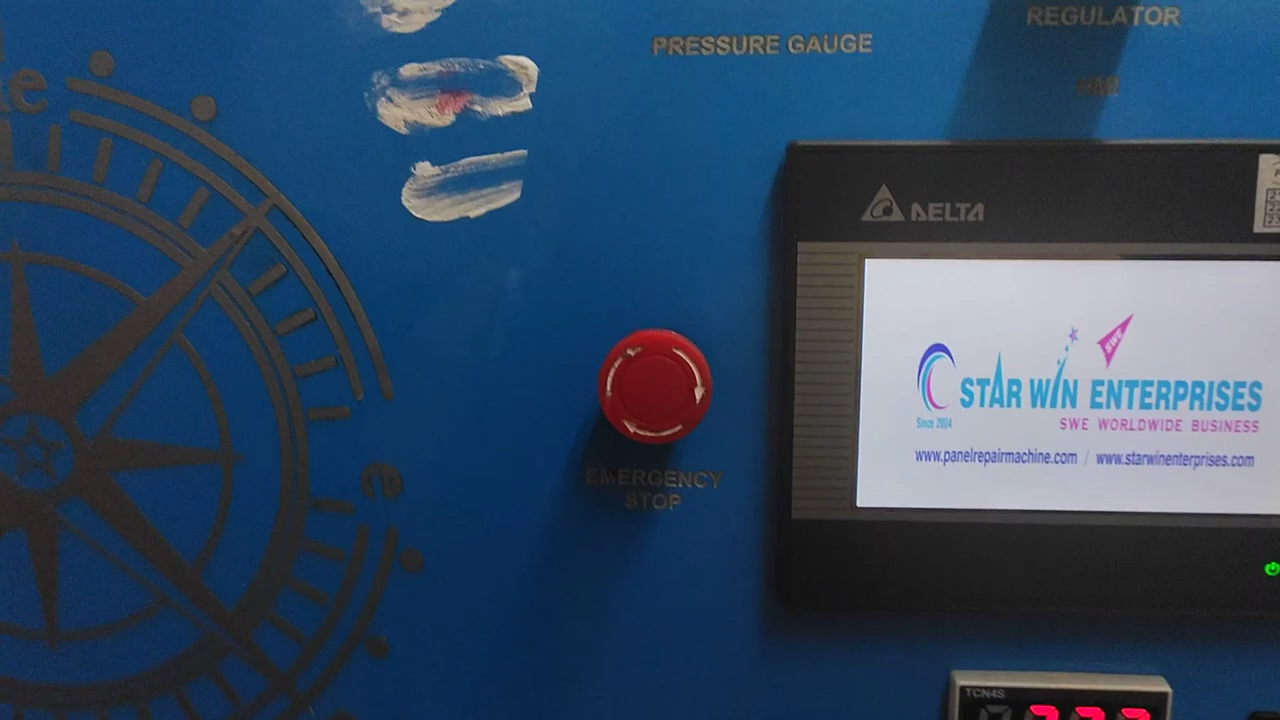 REGULATOR
PRESSURE GAUGE
DELTA
SWE
STAR WIN ENTERPRISES
Since 2004
SWE WORLDWIDE BUSINESS
www.panelrepairmachine.com / www.starwinenterprises.com
EMERGENCY
STOP
e
TCN4S